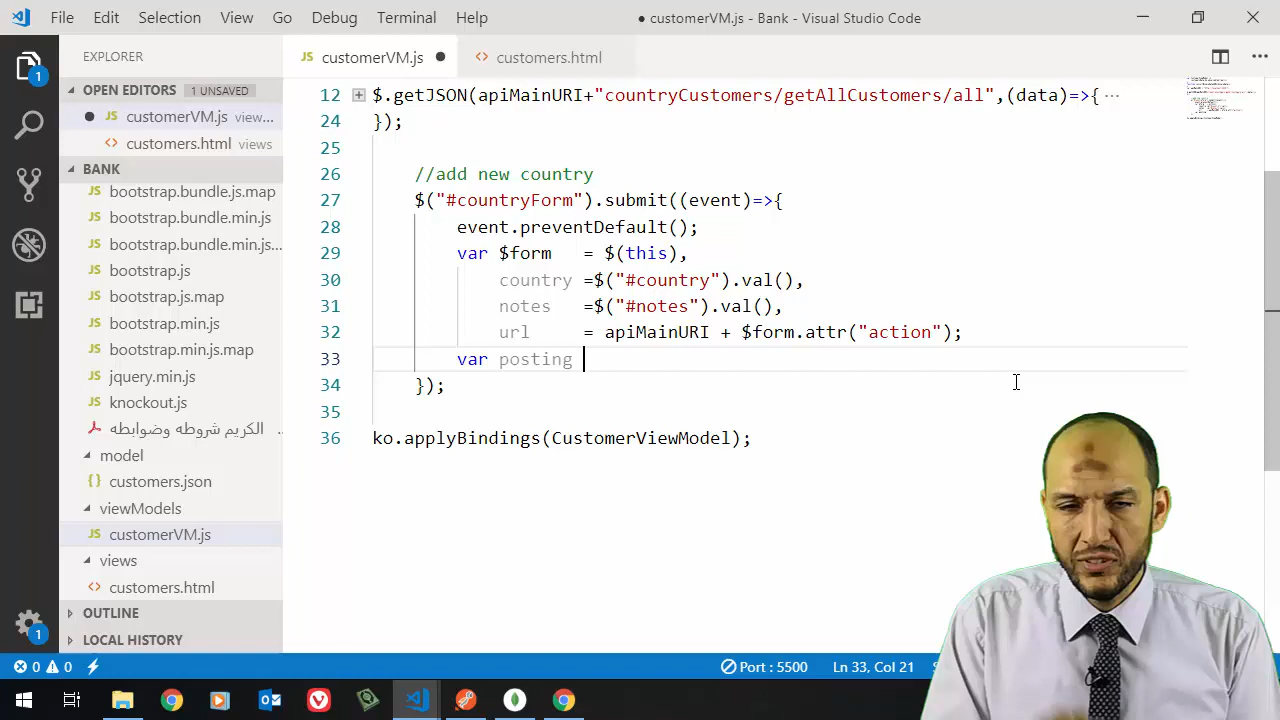 File Edit Selection View Go Debug Terminal Help
● customerVM.js - Bank - Visual Studio Code
EXPLORER
JS customerVM.js ●
<> customers.html
OPEN EDITORS 1 UNSAVED
● JS customerVM.js view...
<> customers.html views
BANK
JS bootstrap.bundle.js.map
JS bootstrap.bundle.min.js
JS bootstrap.bundle.min.js...
JS bootstrap.js
JS bootstrap.js.map
JS bootstrap.min.js
JS bootstrap.min.js.map
JS jquery.min.js
JS knockout.js
الكريم شروطه وضوابطه ...
model
{} customers.json
viewModels
JS customerVM.js
views
<> customers.html
OUTLINE
LOCAL HISTORY
12 $.getJSON( +"countryCustomers/ ",(data)=>{ ···
24 });
25
26 //add new country
27 $("#countryForm").submit((event)=>{
28 event.preventDefault();
29 var $form = $(this),
30 country =$("#country").val(),
31 notes =$("#notes").val(),
32 url = apiMainURI + $form.attr("action");
33 var posting
34 });
35
36 ko.applyBindings(CustomerViewModel);
1
1
0 0
Port : 5500
Ln 33, Col 21